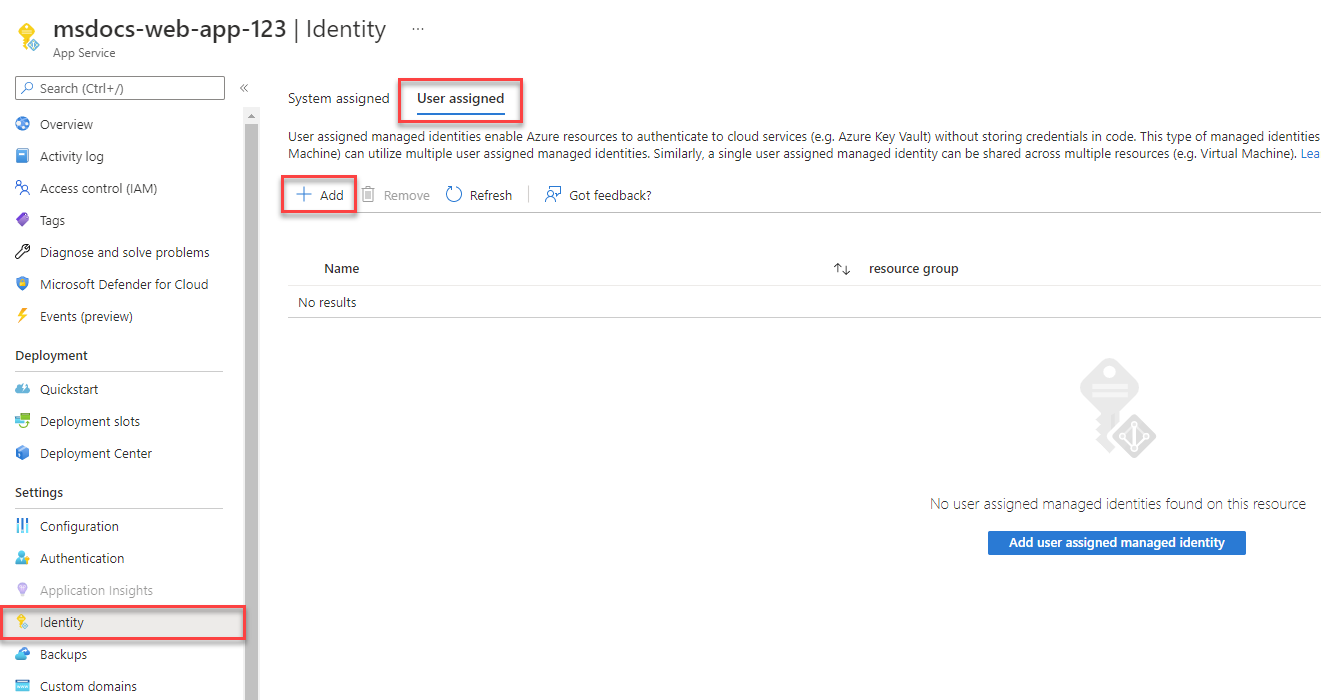 msdocs-web-app-123 | Identity ...
App Service
Search (Ctrl+/)
«
Overview
Activity log
Access control (IAM)
Tags
Diagnose and solve problems
Microsoft Defender for Cloud
Events (preview)
Deployment
Quickstart
Deployment slots
Deployment Center
Settings
Configuration
Authentication
Application Insights
Identity
Backups
Custom domains
System assigned User assigned
User assigned managed identities enable Azure resources to authenticate to cloud services (e.g. Azure Key Vault) without storing credentials in code. This type of managed identities
Machine) can utilize multiple user assigned managed identities. Similarly, a single user assigned managed identity can be shared across multiple resources (e.g. Virtual Machine). Lea
Add Remove Refresh Got feedback?
Name ↑↓ resource group
No results
No user assigned managed identities found on this resource
Add user assigned managed identity